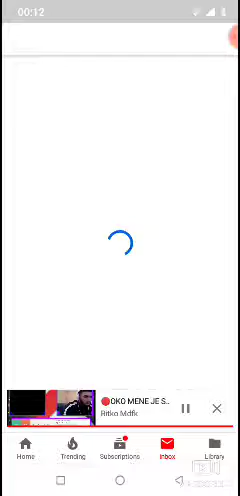 00:12
🔴OKO MENE JE S..
Ritko Mdfk
Home Trending Subscriptions Inbox Library